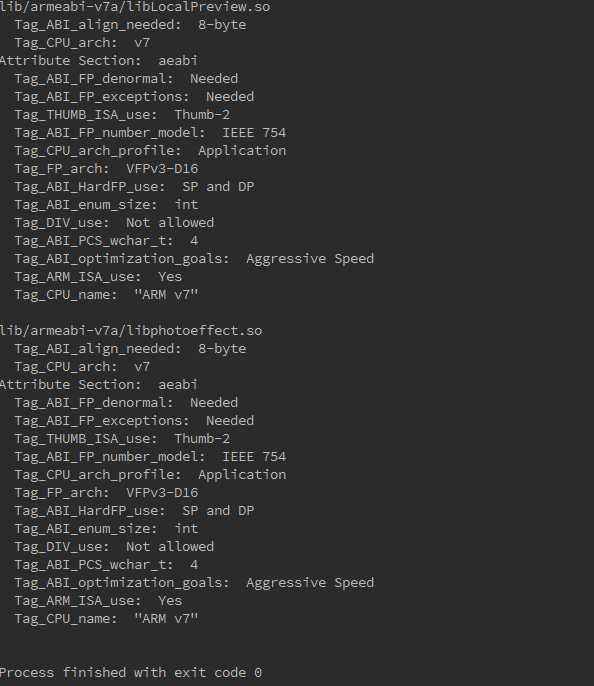 lib/armeabi-v7a/libLocalPreview.so
Tag_ABI_align_needed: 8-byte
Tag_CPU_arch: v7
Attribute Section: aeabi
Tag_ABI_FP_denormal: Needed
Tag_ABI_FP_exceptions: Needed
Tag_THUMB_ISA_use: Thumb-2
Tag_ABI_FP_number_model: IEEE 754
Tag_CPU_arch_profile: Application
Tag_FP_arch: VFPv3-D16
Tag_ABI_HardFP_use: SP and DP
Tag_ABI_enum_size: int
Tag_DIV_use: Not allowed
Tag_ABI_PCS_wchar_t: 4
Tag_ABI_optimization_goals: Aggressive Speed
Tag_ARM_ISA_use: Yes
Tag_CPU_name: "ARM v7"
lib/armeabi-v7a/libphotoeffect.so
Tag_ABI_align_needed: 8-byte
Tag_CPU_arch: v7
Attribute Section: aeabi
Tag_ABI_FP_denormal: Needed
Tag_ABI_FP_exceptions: Needed
Tag_THUMB_ISA_use: Thumb-2
Tag_ABI_FP_number_model: IEEE 754
Tag_CPU_arch_profile: Application
Tag_FP_arch: VFPv3-D16
Tag_ABI_HardFP_use: SP and DP
Tag_ABI_enum_size: int
Tag_DIV_use: Not allowed
Tag_ABI_PCS_wchar_t: 4
Tag_ABI_optimization_goals: Aggressive Speed
Tag_ARM_ISA_use: Yes
Tag_CPU_name: "ARM v7"
Process finished with exit code 0